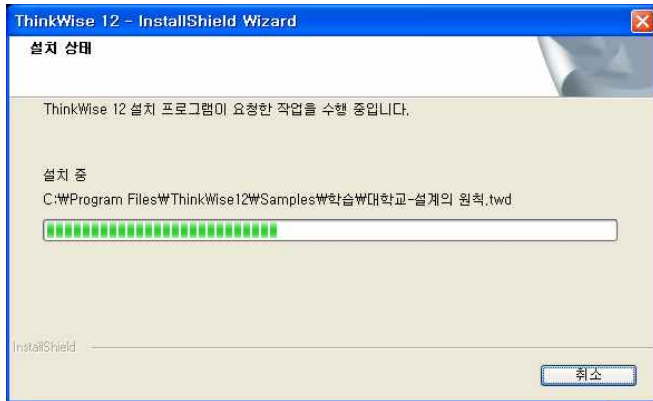 ThinkWise 12 - InstallShield Wizard
설치 상태
ThinkWise 12 설치 프로그램이 요청한 작업을 수행 중입니다.
설치 중
C:₩Program Files₩ThinkWise12₩Samples₩학습₩대학교-설계의 원칙.twd
InstallShield
취소